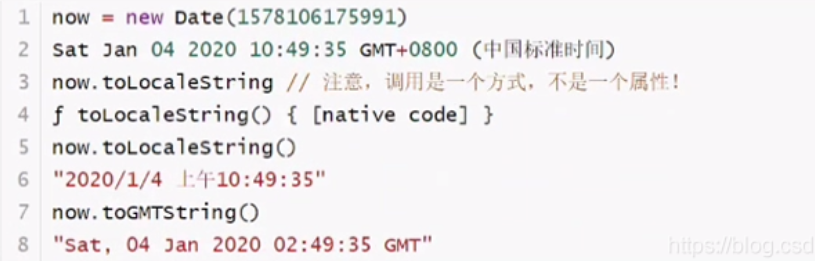 1 now = new Date(1578106175991)
2 Sat Jan 04 2020 10:49:35 GMT+0800 (中国标准时间)
3 now.toLocaleString // 注意，调用是一个方式，不是一个属性！
4 ƒ toLocaleString() { [native code] }
5 now.toLocaleString()
6 "2020/1/4 上午10:49:35"
7 now.toGMTString()
8 "Sat, 04 Jan 2020 02:49:35 GMT"
https://blog.csd